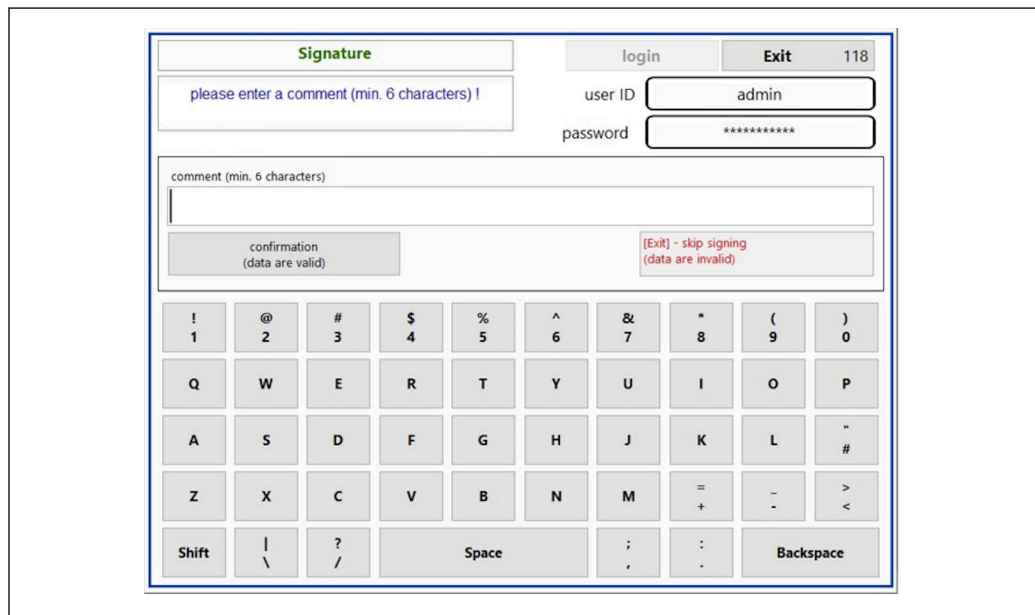 Signature
login
Exit 118
please enter a comment (min. 6 characters) !
user ID admin
password ***********
comment (min. 6 characters)
confirmation
(data are valid)
[Exit] - skip signing
(data are invalid)
! @ # $ % ^ & * ( )
1 2 3 4 5 6 7 8 9 0
Q W E R T Y U I O P
A S D F G H J K L " #
Z X C V B N M = + _ - > <
Shift | \ ? / Space ; , : . Backspace